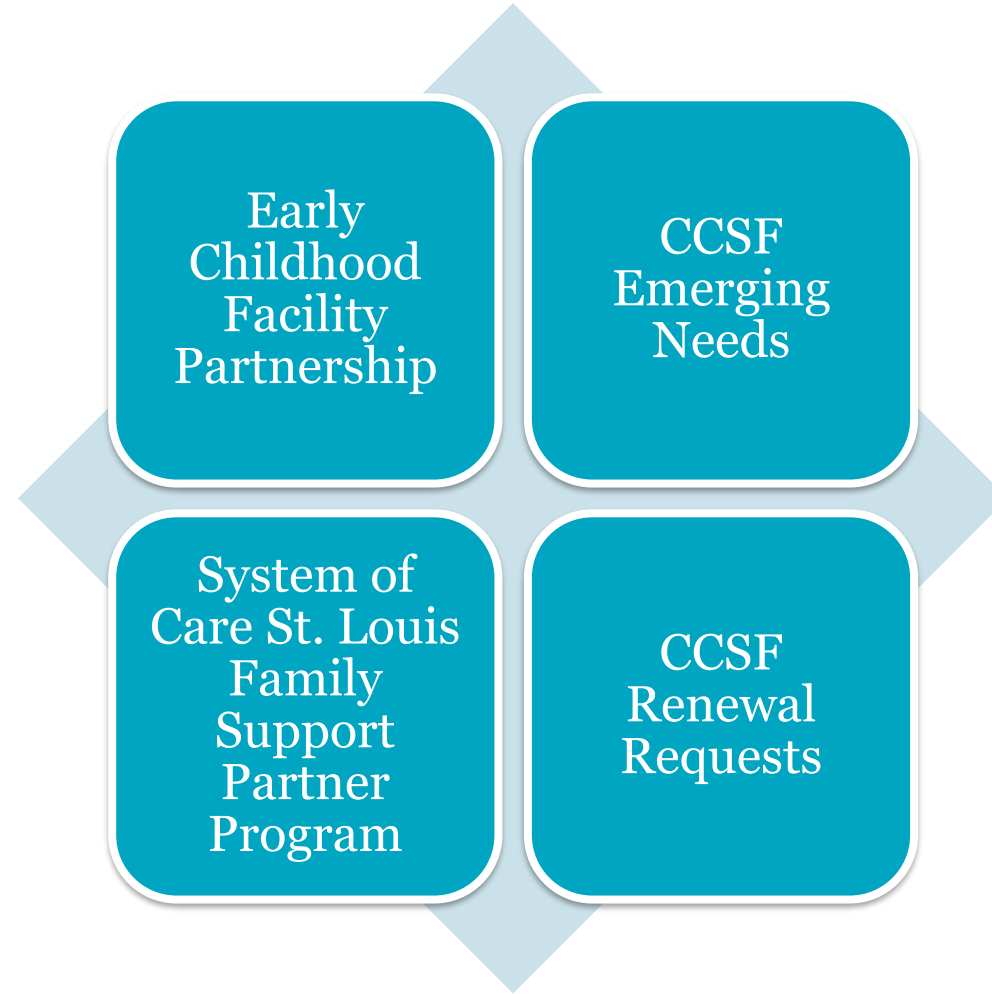 Early
Childhood
Facility
Partnership
CCSF
Emerging
Needs
System of
Care St. Louis
Family
Support
Partner
Program
CCSF
Renewal
Requests